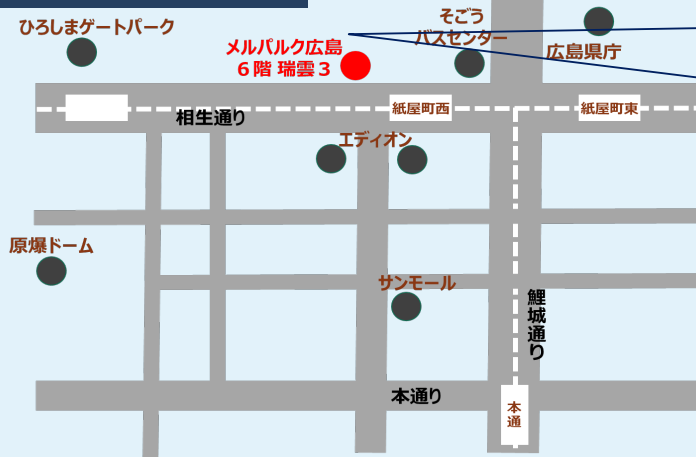 そごう
バスセンター
ひろしまゲートパーク
メルパルク広島
６階 瑞雲３
広島県庁
紙屋町西
紙屋町東
相生通り
エディオン
原爆ドーム
サンモール
鯉城通り
本通り
本通